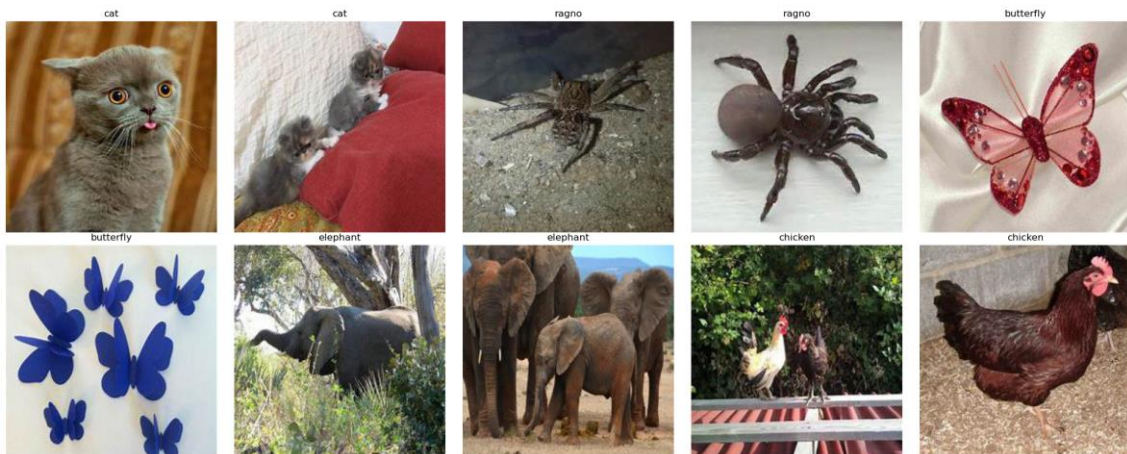 cat
cat
ragno
ragno
butterfly
butterfly
elephant
elephant
chicken
chicken